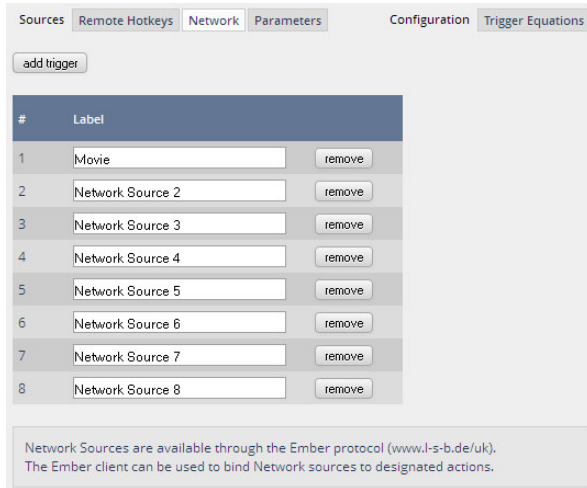 Sources Remote Hotkeys Network Parameters Configuration Trigger Equations
add trigger
# Label
1 Movie remove
2 Network Source 2 remove
3 Network Source 3 remove
4 Network Source 4 remove
5 Network Source 5 remove
6 Network Source 6 remove
7 Network Source 7 remove
8 Network Source 8 remove
Network Sources are available through the Ember protocol (www.l-s-b.de/uk).
The Ember client can be used to bind Network sources to designated actions.